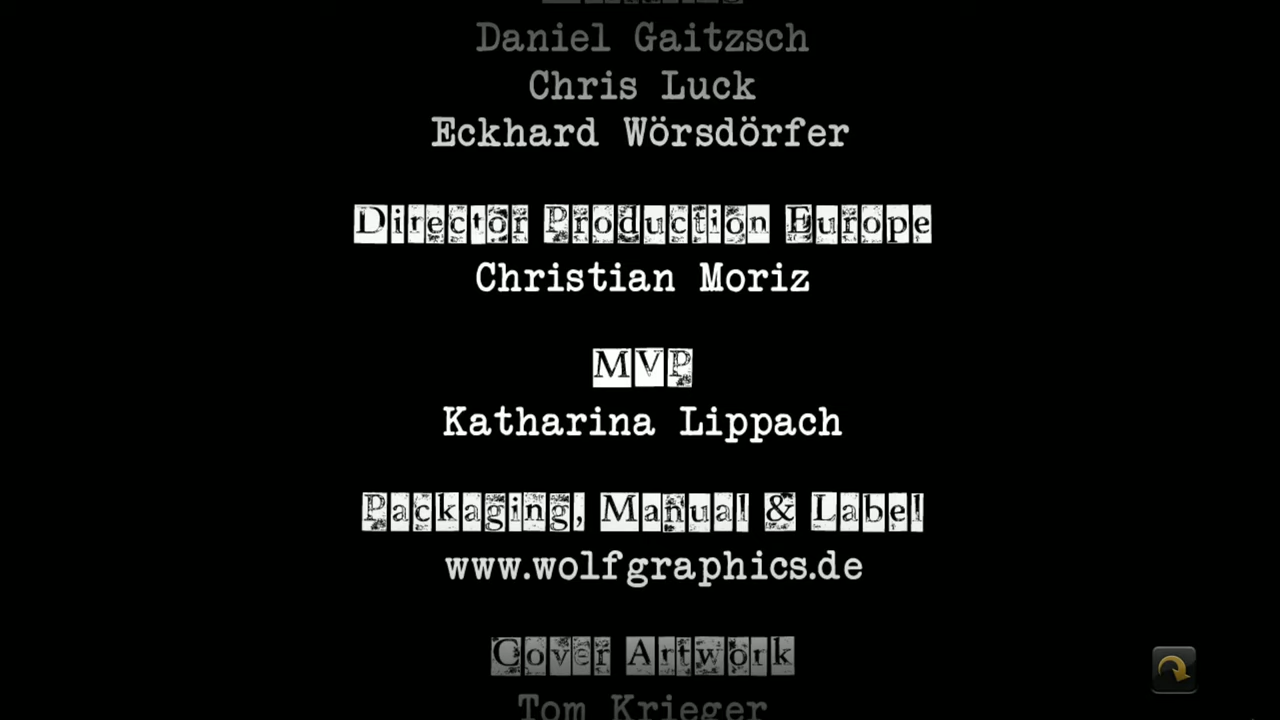 Daniel Gaitzsch
Chris Luck
Eckhard Wörsdörfer
Director Production Europe
Christian Moriz
MVP
Katharina Lippach
Packaging, Manual & Label
www.wolfgraphics.de
Cover Artwork
Tom Krieger